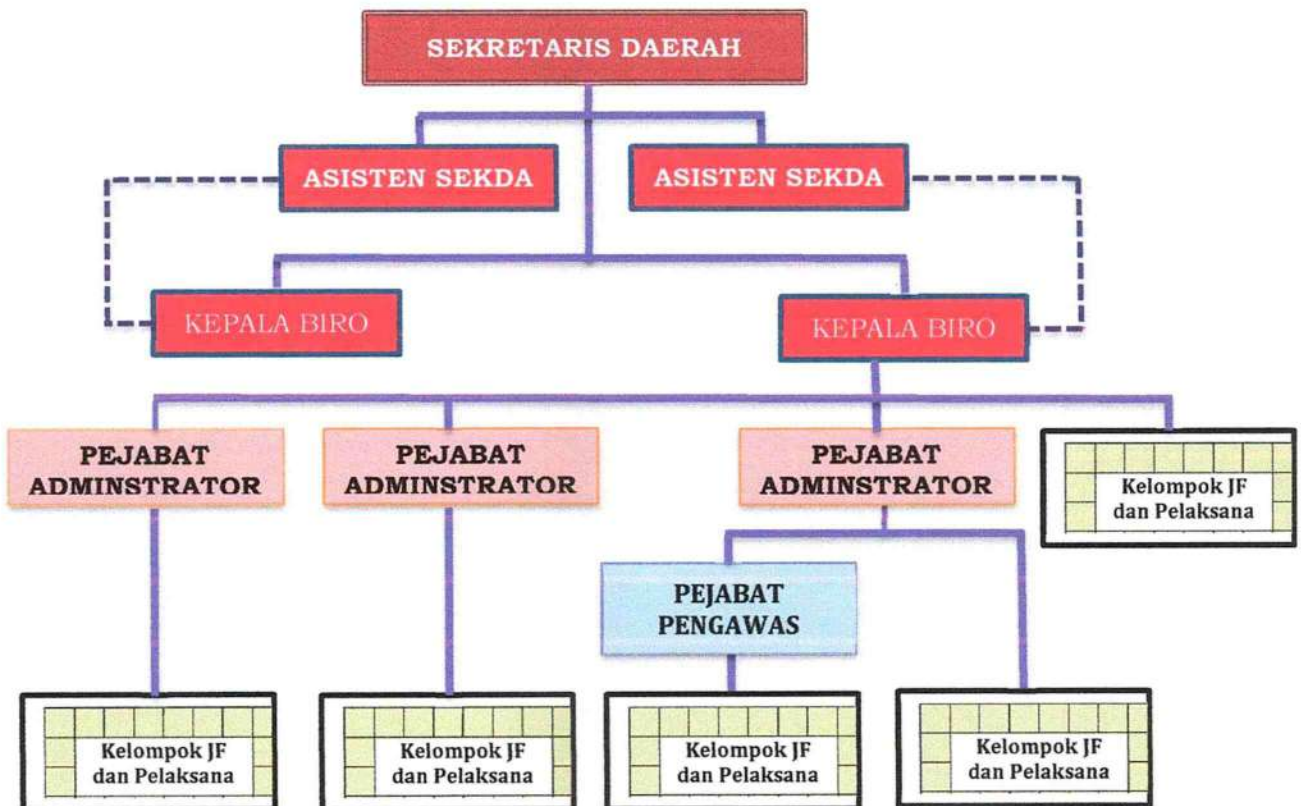 SEKRETARIS DAERAH
ASISTEN SEKDA
ASISTEN SEKDA
KEPALA BIRO
KEPALA BIRO
PEJABAT
ADMINSTRATOR
PEJABAT
ADMINSTRATOR
PEJABAT
ADMINSTRATOR
Kelompok JF
dan Pelaksana
PEJABAT
PENGAWAS
Kelompok JF
dan Pelaksana
Kelompok JF
dan Pelaksana
Kelompok JF
dan Pelaksana
Kelompok JF
dan Pelaksana